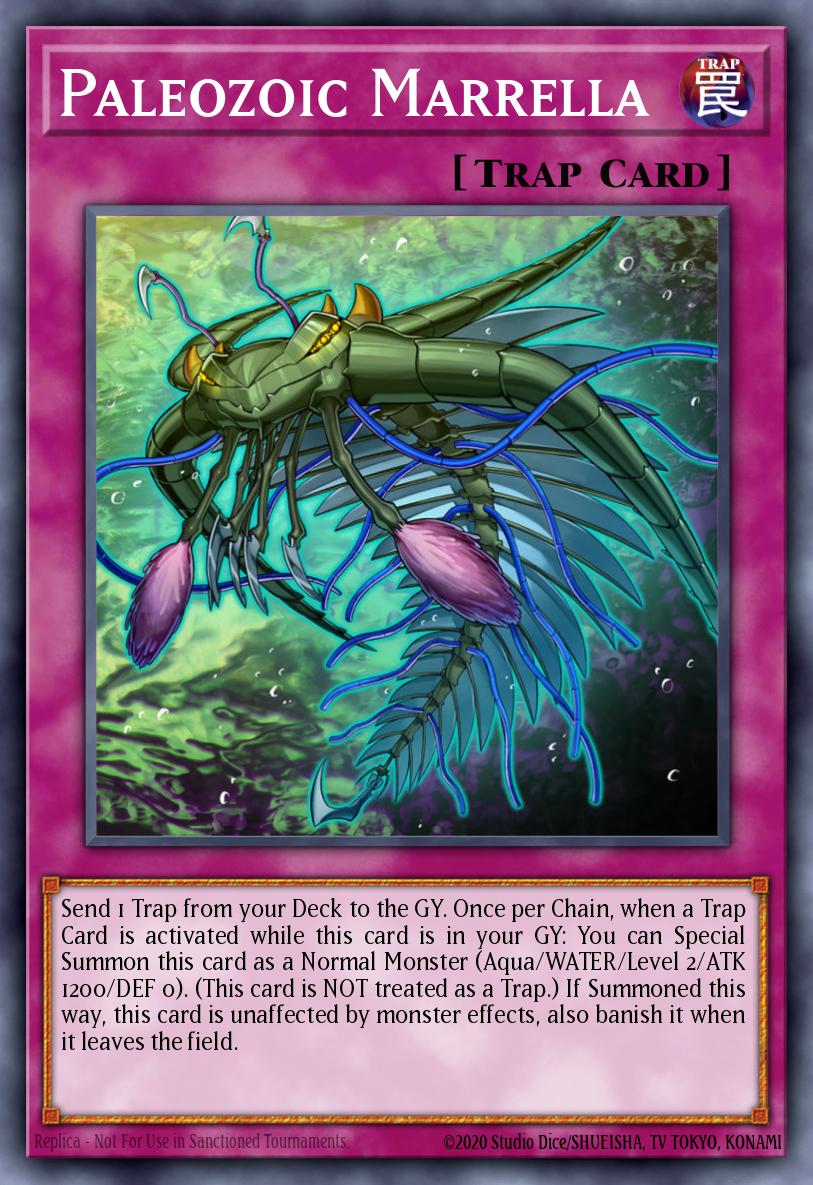 Paleozoic Marrella
TRAP
罠
[Trap Card]
Send 1 Trap from your Deck to the GY. Once per Chain, when a Trap
Card is activated while this card is in your GY: You can Special
Summon this card as a Normal Monster (Aqua/WATER/Level 2/ATK
1200/DEF 0). (This card is NOT treated as a Trap.) If Summoned this
way, this card is unaffected by monster effects, also banish it when
it leaves the field.
Replica - Not For Use in Sanctioned Tournaments.
©2020 Studio Dice/SHUEISHA, TV TOKYO, KONAMI